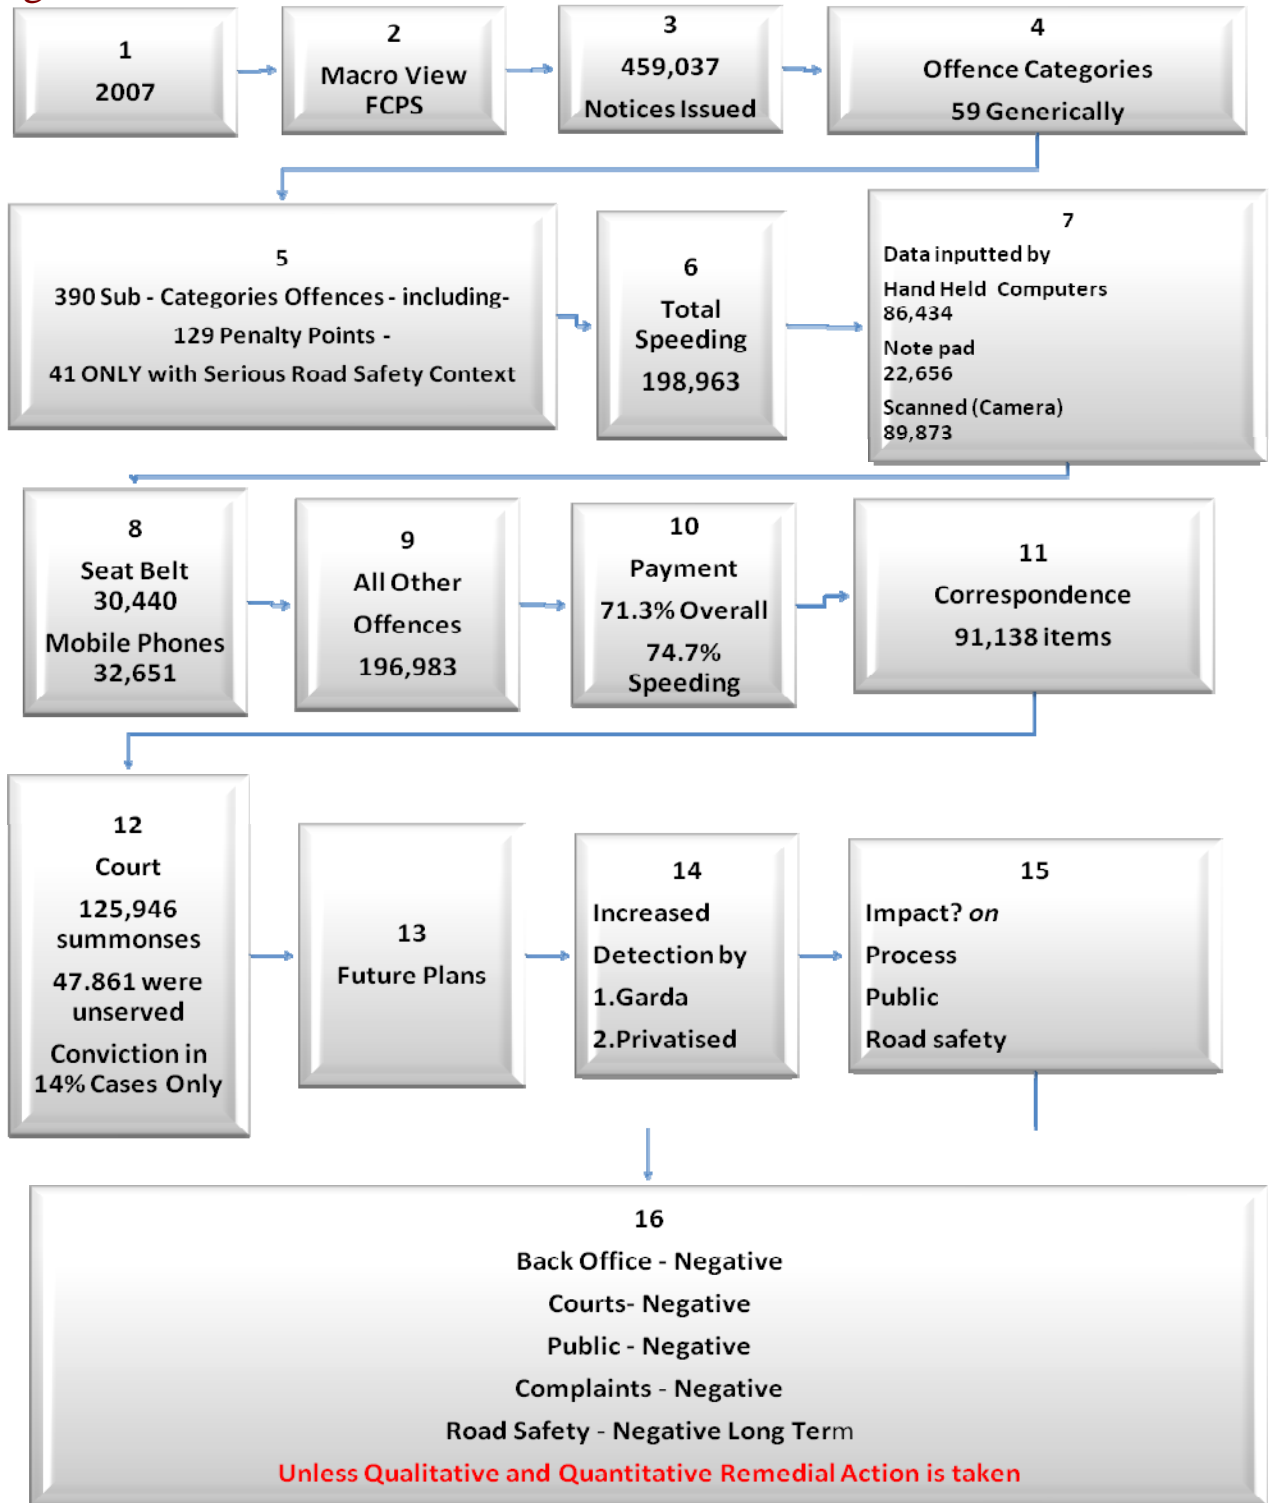 1
2007
2
Macro View
FCPS
3
459,037
Notices Issued
4
Offence Categories
59 Generically
5
390 Sub - Categories Offences - including-
129 Penalty Points -
41 ONLY with Serious Road Safety Context
6
Total
Speeding
198,963
7
Data inputted by
Hand Held Computers
86,434
Note pad
22,656
Scanned (Camera)
89,873
8
Seat Belt
30,440
Mobile Phones
32,651
9
All Other
Offences
196,983
10
Payment
71.3% Overall
74.7%
Speeding
11
Correspondence
91,138 items
12
Court
125,946
summonses
47.861 were
unserved
Conviction in
14% Cases Only
13
Future Plans
14
Increased
Detection by
1.Garda
2.Privatised
15
Impact? on
Process
Public
Road safety
16
Back Office - Negative
Courts- Negative
Public - Negative
Complaints - Negative
Road Safety - Negative Long Term
Unless Qualitative and Quantitative Remedial Action is taken